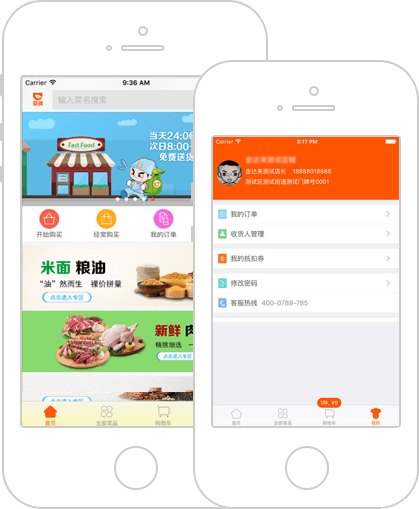 Carrier
9:36 AM
输入菜名搜索
Fast Food
当天24:0
次日8:00-
免费送货
开始购买
经常购买
我的订单
米面 粮油
“油”然而生 裸价拼量
点击进入专区
新鲜 肉
精挑细选
点击进入专区
首页
全部菜品
购物车
Carrier
3:17 PM
金达来测试店长 18888018888
测试区测试街道测试门牌号0001
我的订单
收货人管理
我的抵扣券
修改密码
客服热线 400-0789-785
1种, ¥9
首页
全部菜品
购物车
我的